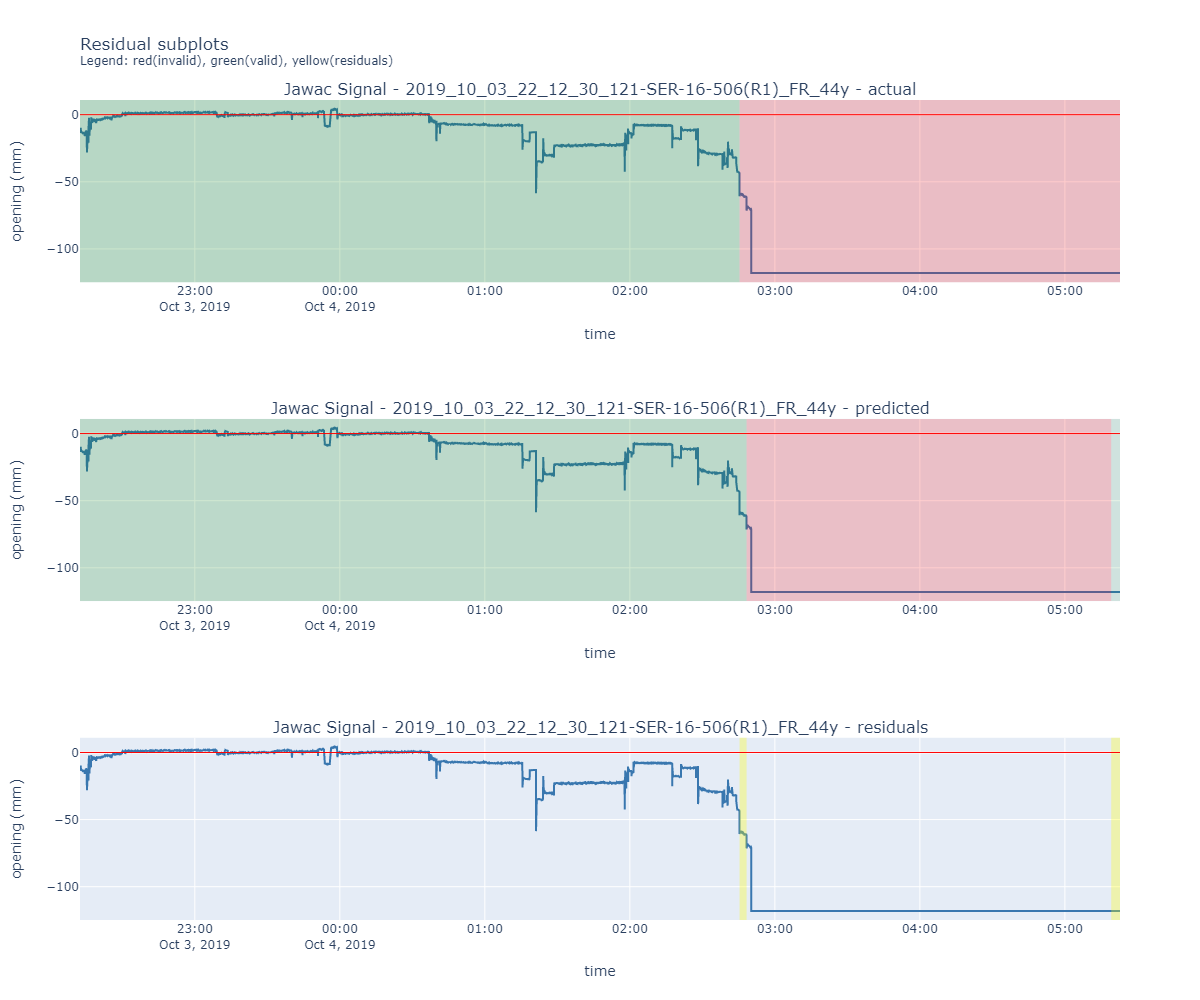 Residual subplots
Legend: red(invalid), green(valid), yellow(residuals)
Jawac Signal - 2019_10_03_22_12_30_121-SER-16-506(R1)_FR_44y - actual
0
−50
−100
opening (mm)
23:00 00:00 01:00 02:00 03:00 04:00 05:00
Oct 3, 2019 Oct 4, 2019
time
Jawac Signal - 2019_10_03_22_12_30_121-SER-16-506(R1)_FR_44y - predicted
0
−50
−100
opening (mm)
23:00 00:00 01:00 02:00 03:00 04:00 05:00
Oct 3, 2019 Oct 4, 2019
time
Jawac Signal - 2019_10_03_22_12_30_121-SER-16-506(R1)_FR_44y - residuals
0
−50
−100
opening (mm)
23:00 00:00 01:00 02:00 03:00 04:00 05:00
Oct 3, 2019 Oct 4, 2019
time